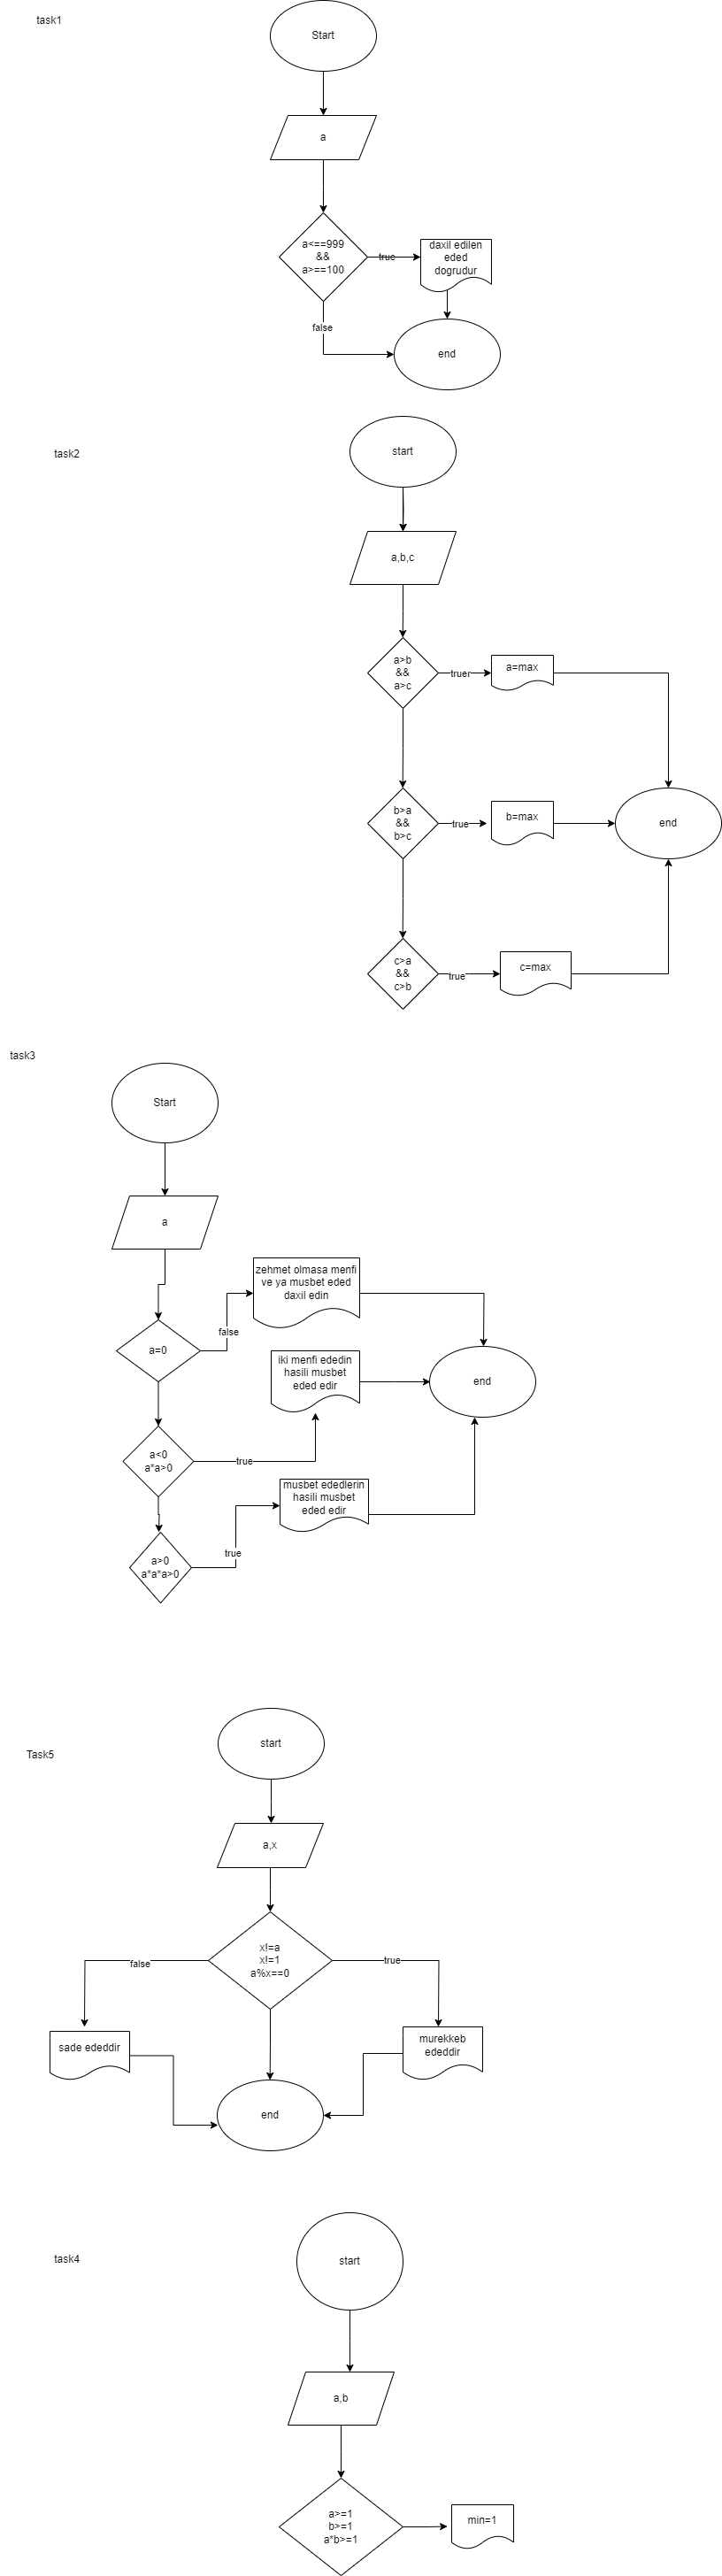 task1
Start
a
a<==999
&&
a>==100
true
daxil edilen
eded
dogrudur
false
end
task2
start
a,b,c
a>b
&&
a>c
truer
a=max
b>a
&&
b>c
true
b=max
end
c>a
&&
c>b
true
c=max
task3
Start
a
zehmet olmasa menfi
ve ya musbet eded
daxil edin
false
a=0
iki menfi ededin
hasili musbet
eded edir
end
a<0
a*a>0
true
musbet ededlerin
hasili musbet
eded edir
true
a>0
a*a*a>0
Task5
start
a,x
x!=a
x!=1
a%x==0
false
true
sade ededdir
murekkeb
ededdir
end
task4
start
a,b
a>=1
b>=1
a*b>=1
min=1